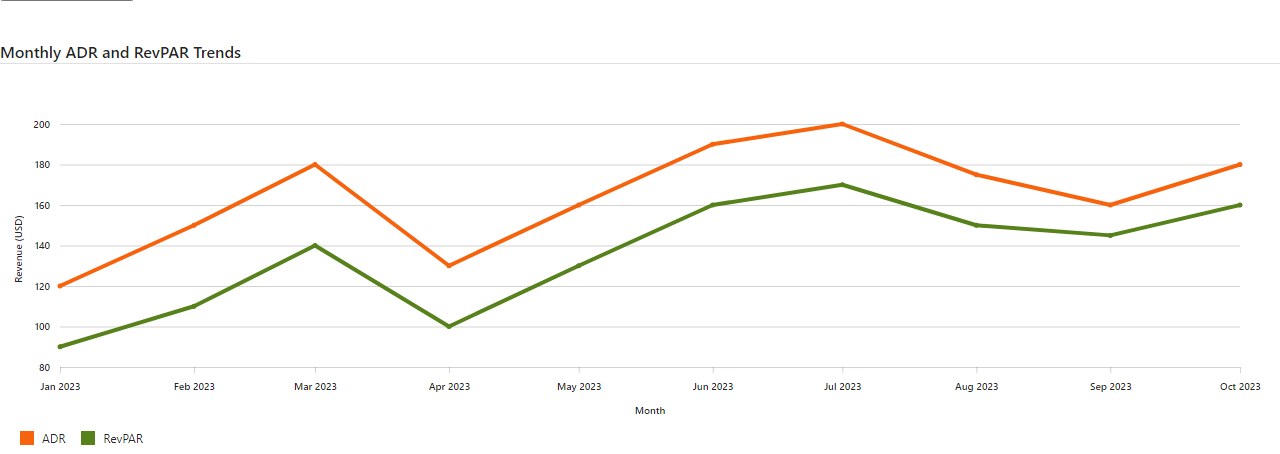 Monthly ADR and RevPAR Trends
200
180
160
140
120
100
80
Revenue (USD)
Jan 2023 Feb 2023 Mar 2023 Apr 2023 May 2023 Jun 2023 Jul 2023 Aug 2023 Sep 2023 Oct 2023
Month
ADR RevPAR